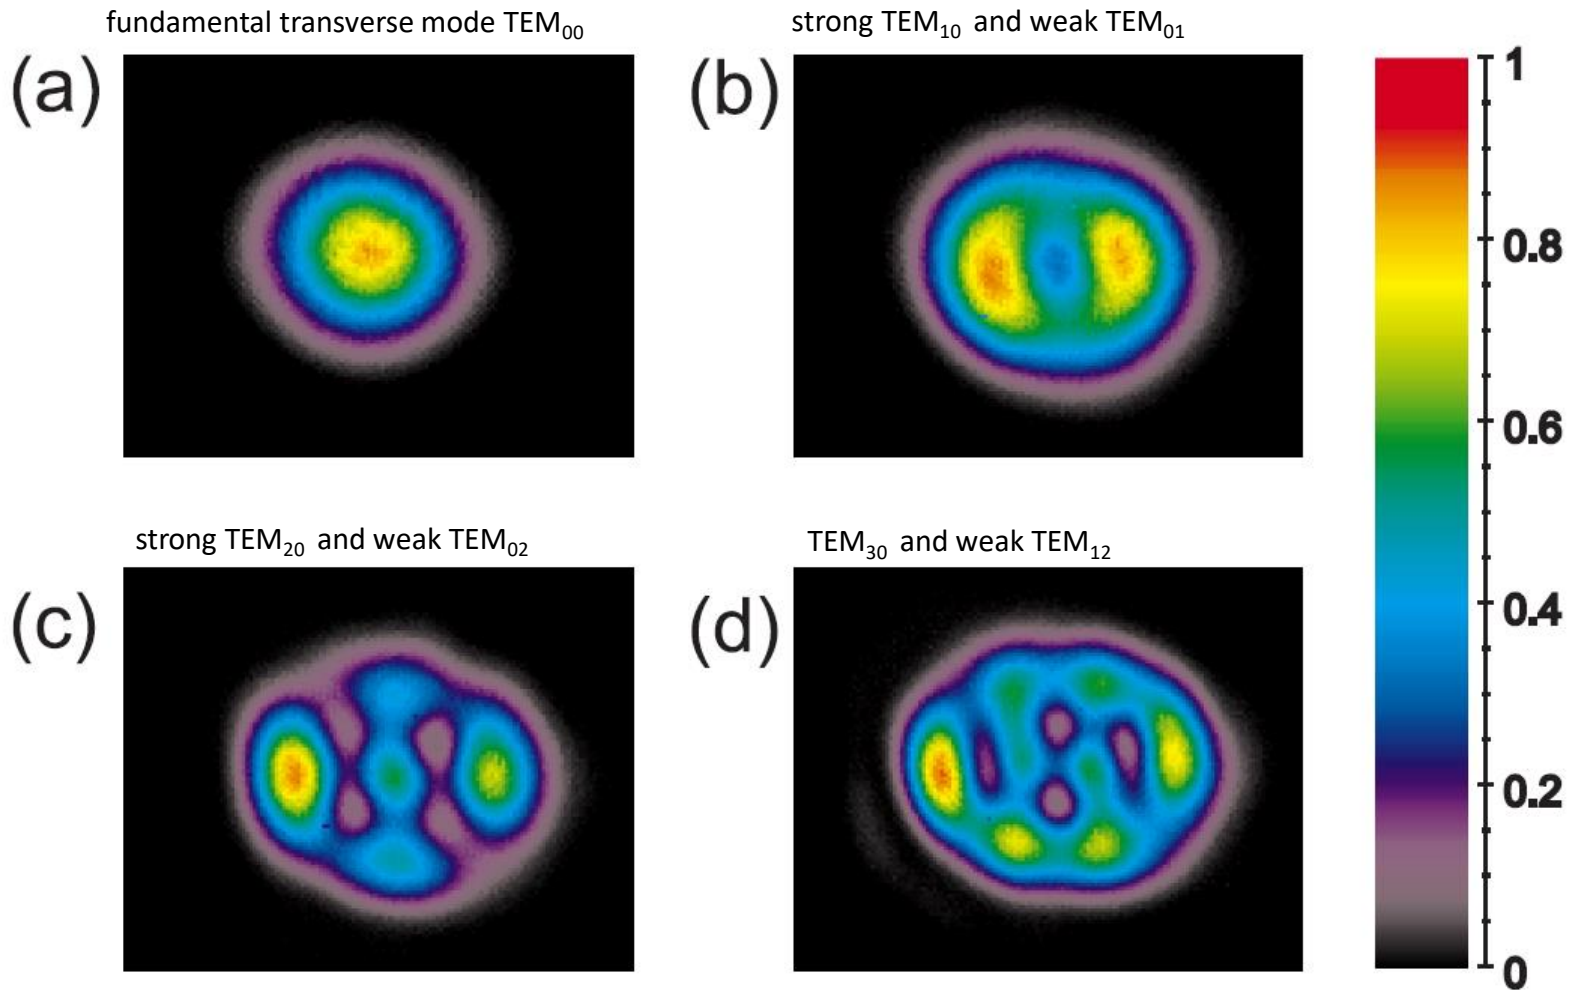 fundamental transverse mode TEM₀₀
strong TEM₁₀ and weak TEM₀₁
(a)
(b)
1
0.8
0.6
0.4
0.2
0
strong TEM₂₀ and weak TEM₀₂
TEM₃₀ and weak TEM₁₂
(c)
(d)